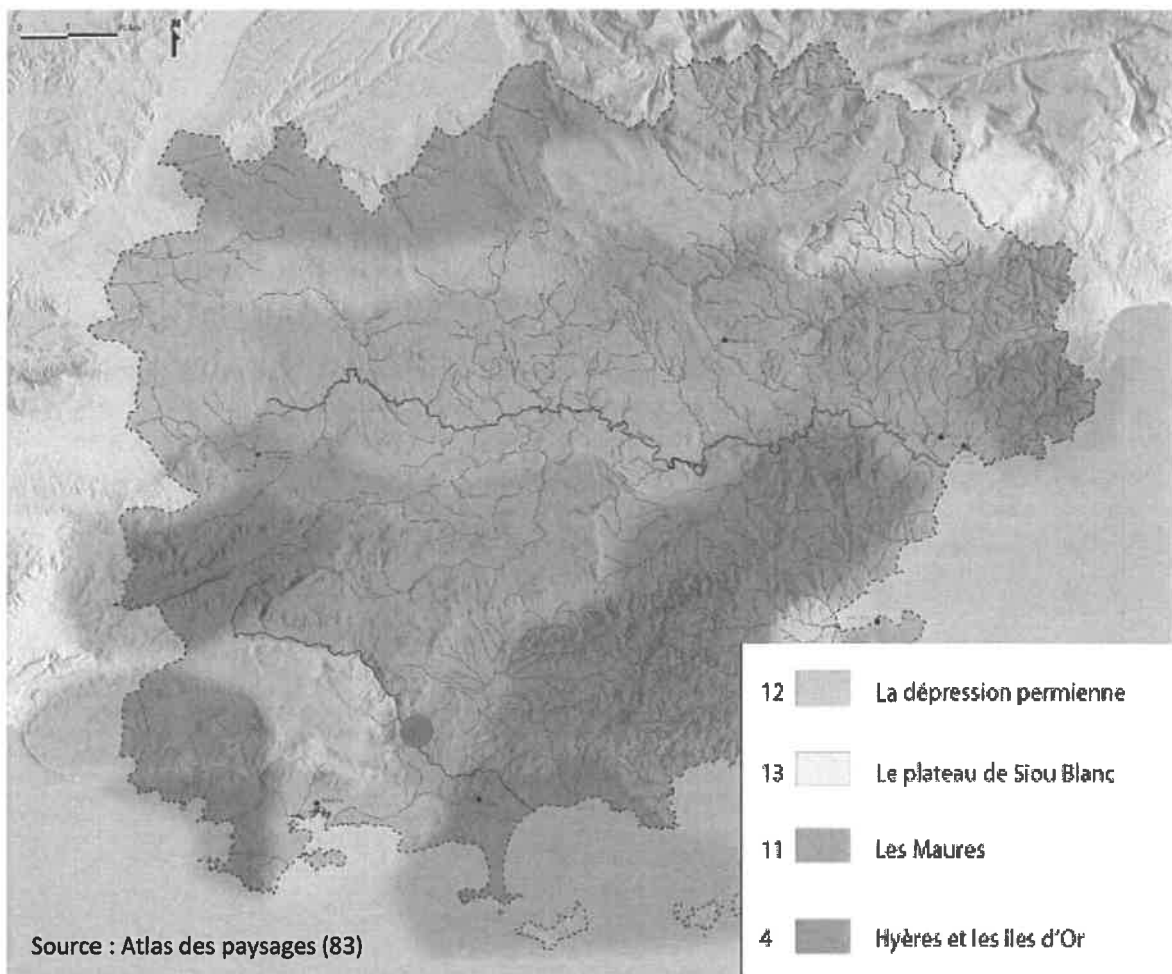 N
12 La dépression permienne
13 Le plateau de Siou Blanc
11 Les Maures
4 Hyères et les îles d'Or
Source : Atlas des paysages (83)